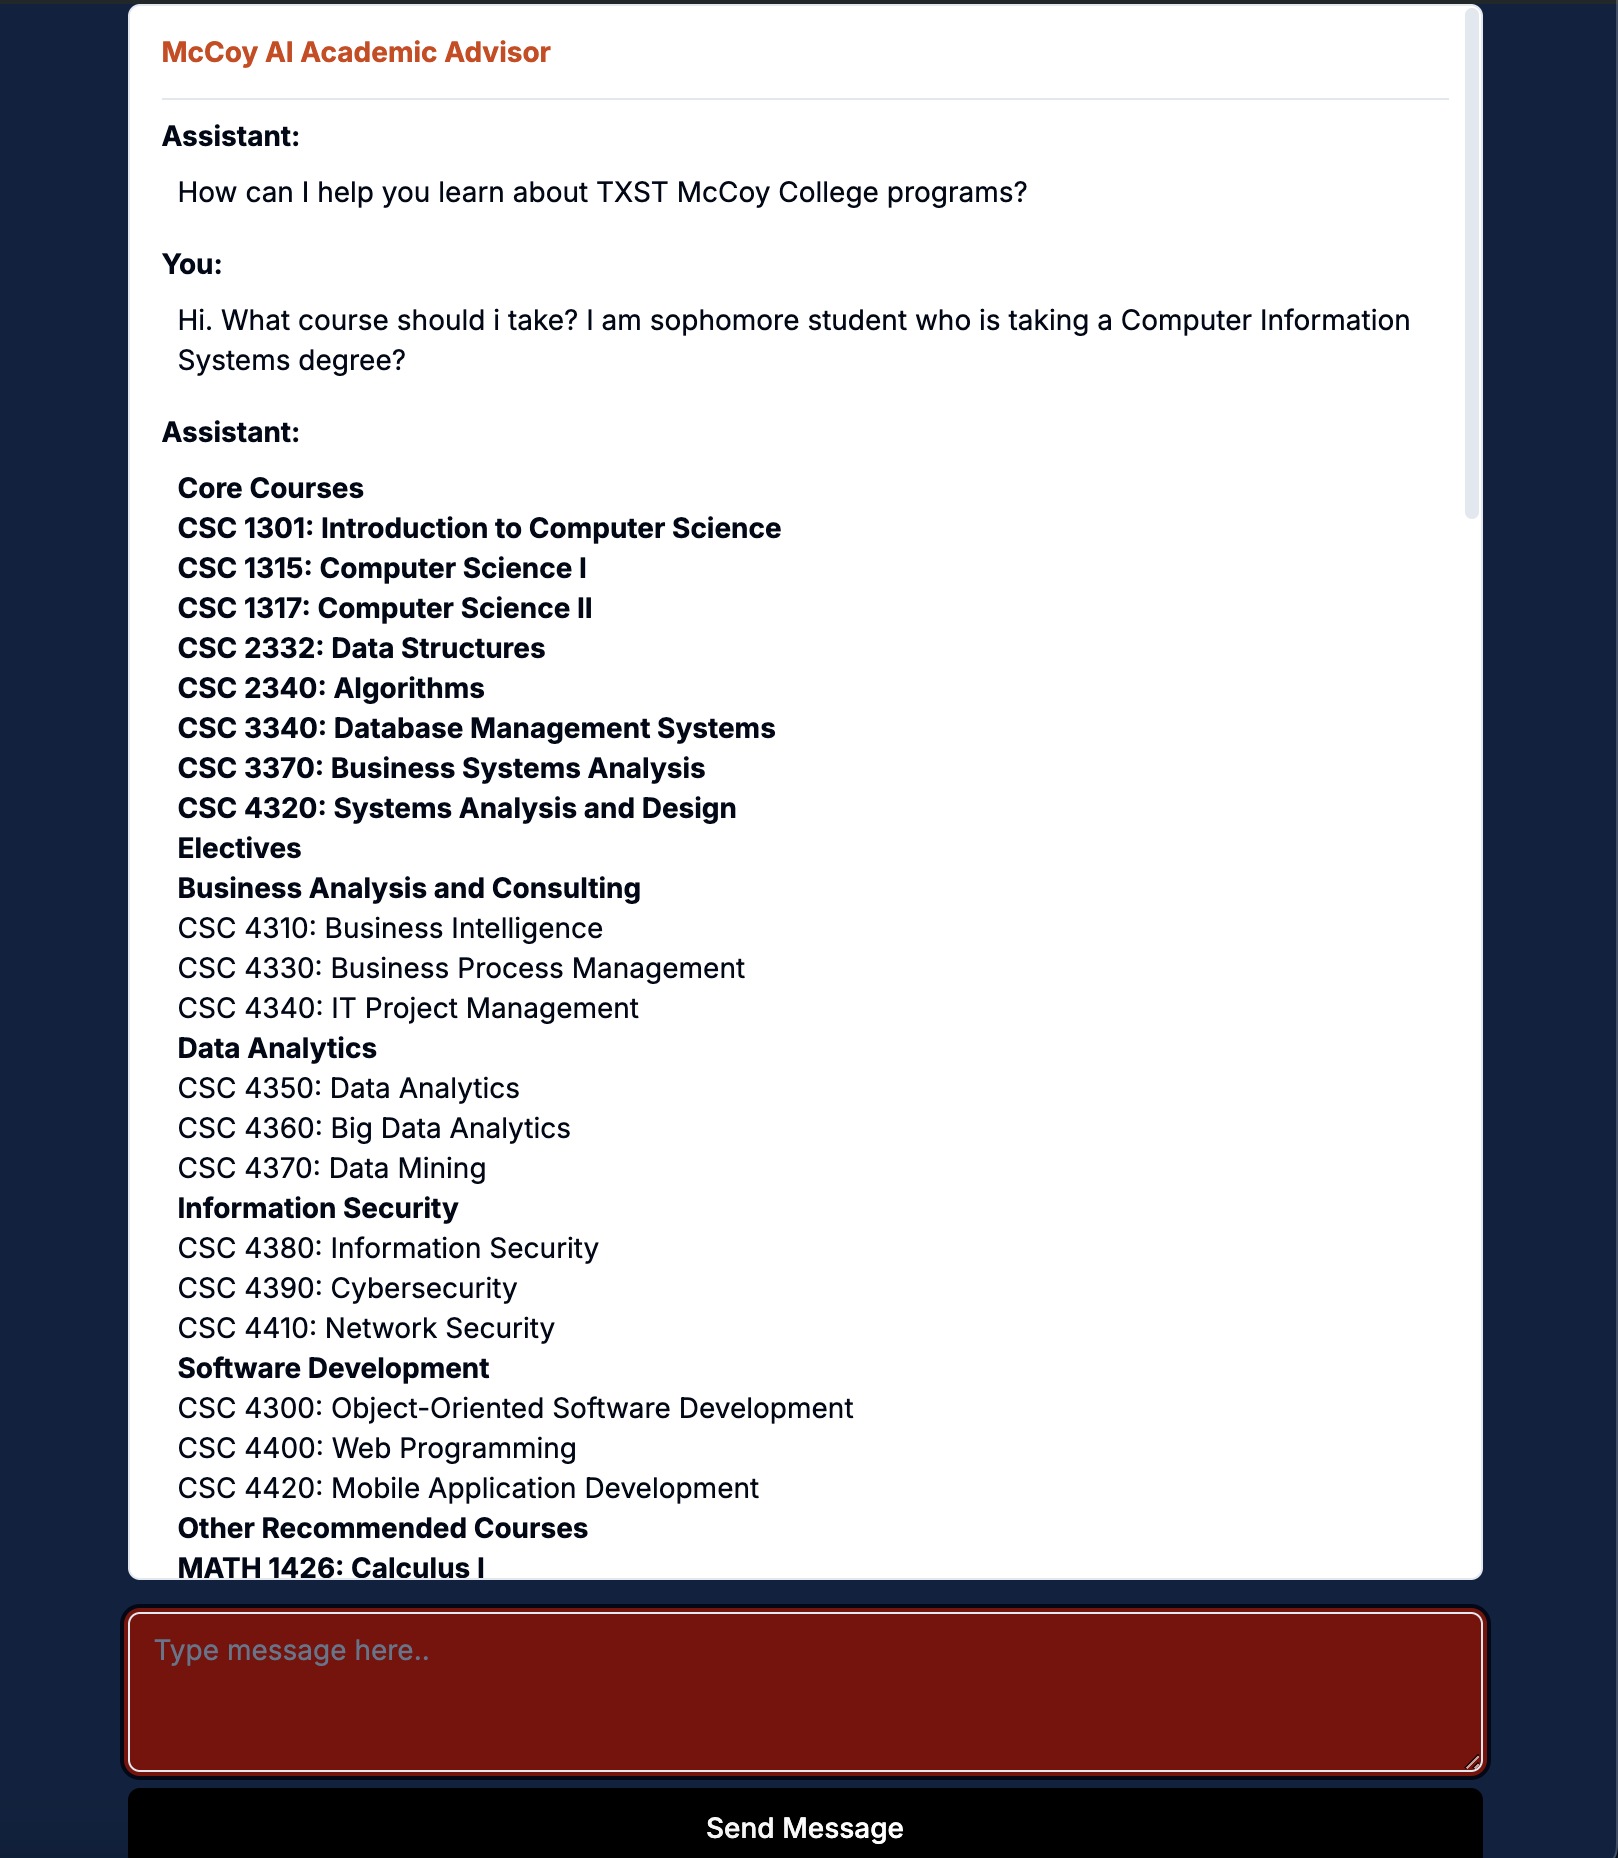 McCoy AI Academic Advisor
Assistant:
How can I help you learn about TXST McCoy College programs?
You:
Hi. What course should i take? I am sophomore student who is taking a Computer Information
Systems degree?
Assistant:
Core Courses
CSC 1301: Introduction to Computer Science
CSC 1315: Computer Science I
CSC 1317: Computer Science II
CSC 2332: Data Structures
CSC 2340: Algorithms
CSC 3340: Database Management Systems
CSC 3370: Business Systems Analysis
CSC 4320: Systems Analysis and Design
Electives
Business Analysis and Consulting
CSC 4310: Business Intelligence
CSC 4330: Business Process Management
CSC 4340: IT Project Management
Data Analytics
CSC 4350: Data Analytics
CSC 4360: Big Data Analytics
CSC 4370: Data Mining
Information Security
CSC 4380: Information Security
CSC 4390: Cybersecurity
CSC 4410: Network Security
Software Development
CSC 4300: Object-Oriented Software Development
CSC 4400: Web Programming
CSC 4420: Mobile Application Development
Other Recommended Courses
MATH 1426: Calculus I
Type message here..
Send Message